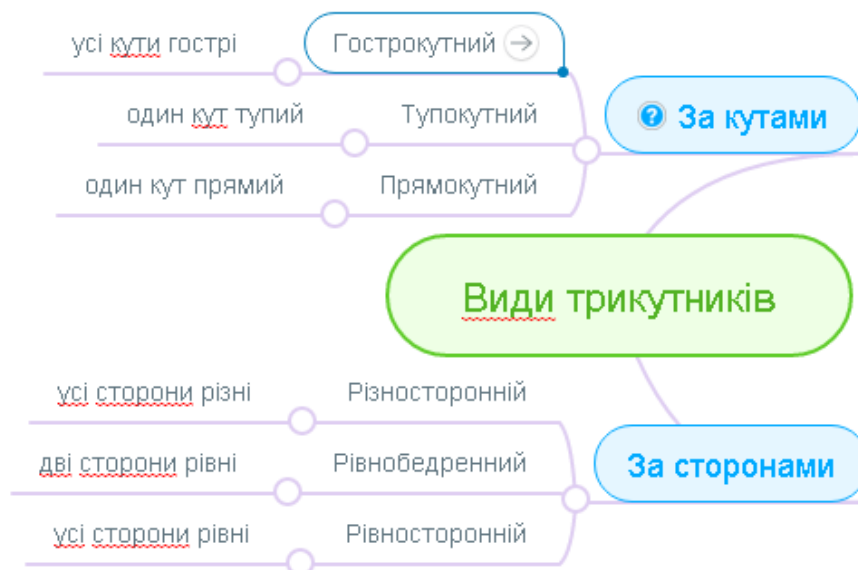 усі кути гострі Гострокутний
За кутами
один кут тупий Тупокутний
один кут прямий Прямокутний
Види трикутників
усі сторони різні Різносторонній
За сторонами
дві сторони рівні Рівнобедренний
усі сторони рівні Рівносторонній